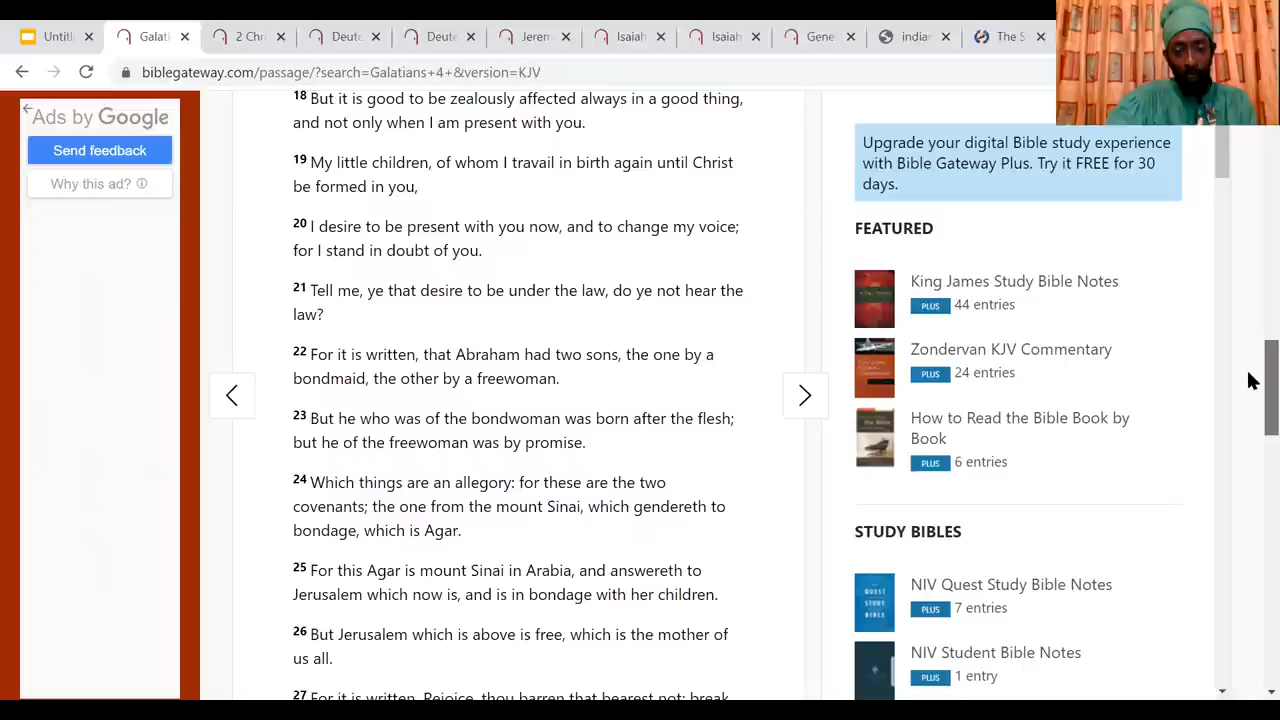 Untitl
Galati
2 Chr
Deute
Deute
Jerem
Isaiah
Isaiah
Gene
indian
The S
biblegateway.com/passage/?search=Galatians+4+&version=KJV
Ads by Google
Send feedback
Why this ad?
18 But it is good to be zealously affected always in a good thing,
and not only when I am present with you.
19 My little children, of whom I travail in birth again until Christ
be formed in you,
20 I desire to be present with you now, and to change my voice;
for I stand in doubt of you.
21 Tell me, ye that desire to be under the law, do ye not hear the
law?
22 For it is written, that Abraham had two sons, the one by a
bondmaid, the other by a freewoman.
23 But he who was of the bondwoman was born after the flesh;
but he of the freewoman was by promise.
24 Which things are an allegory: for these are the two
covenants; the one from the mount Sinai, which gendereth to
bondage, which is Agar.
25 For this Agar is mount Sinai in Arabia, and answereth to
Jerusalem which now is, and is in bondage with her children.
26 But Jerusalem which is above is free, which is the mother of
us all.
27 For it is written, Rejoice, thou barren that bearest not; break
Upgrade your digital Bible study experience
with Bible Gateway Plus. Try it FREE for 30
days.
FEATURED
King James Study Bible Notes
PLUS 44 entries
Zondervan KJV Commentary
PLUS 24 entries
How to Read the Bible Book by
Book
PLUS 6 entries
STUDY BIBLES
NIV Quest Study Bible Notes
PLUS 7 entries
NIV Student Bible Notes
PLUS 1 entry